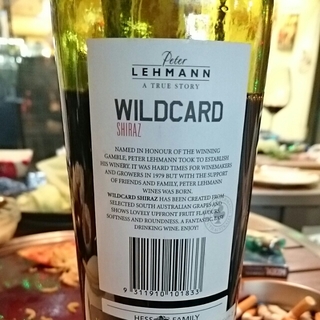 Peter
LEHMANN
A TRUE STORY
WILDCARD
SHIRAZ
NAMED IN HONOUR OF THE WINNING
GAMBLE, PETER LEHMANN TOOK TO ESTABLISH
HIS WINERY. IT WAS HARD TIMES FOR WINEMAKERS
AND GROWERS IN 1979 BUT WITH THE SUPPORT
OF FRIENDS AND FAMILY, PETER LEHMANN
WINES WAS BORN.
WILDCARD SHIRAZ HAS BEEN CREATED FROM
SELECTED SOUTH AUSTRALIAN GRAPES AND
SHOWS LOVELY UPFRONT FRUIT FLAVOUR
SOFTNESS AND ROUNDNESS. A FANTASTIC, EASY
DRINKING WINE. ENJOY!
9 311910 101833
HESS FAMILY